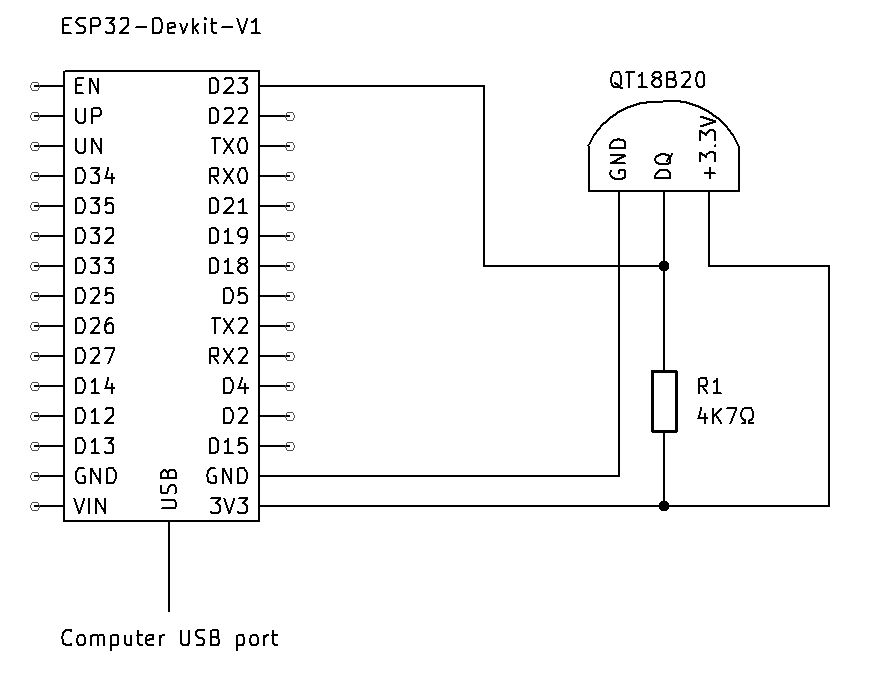 ESP32-Devkit-V1
EN
UP
UN
D34
D35
D32
D33
D25
D26
D27
D14
D12
D13
GND
VIN
USB
D23
D22
TX0
RX0
D21
D19
D18
D5
TX2
RX2
D4
D2
D15
GND
3V3
QT18B20
GND
DQ
+3.3V
R1
4K7Ω
Computer USB port